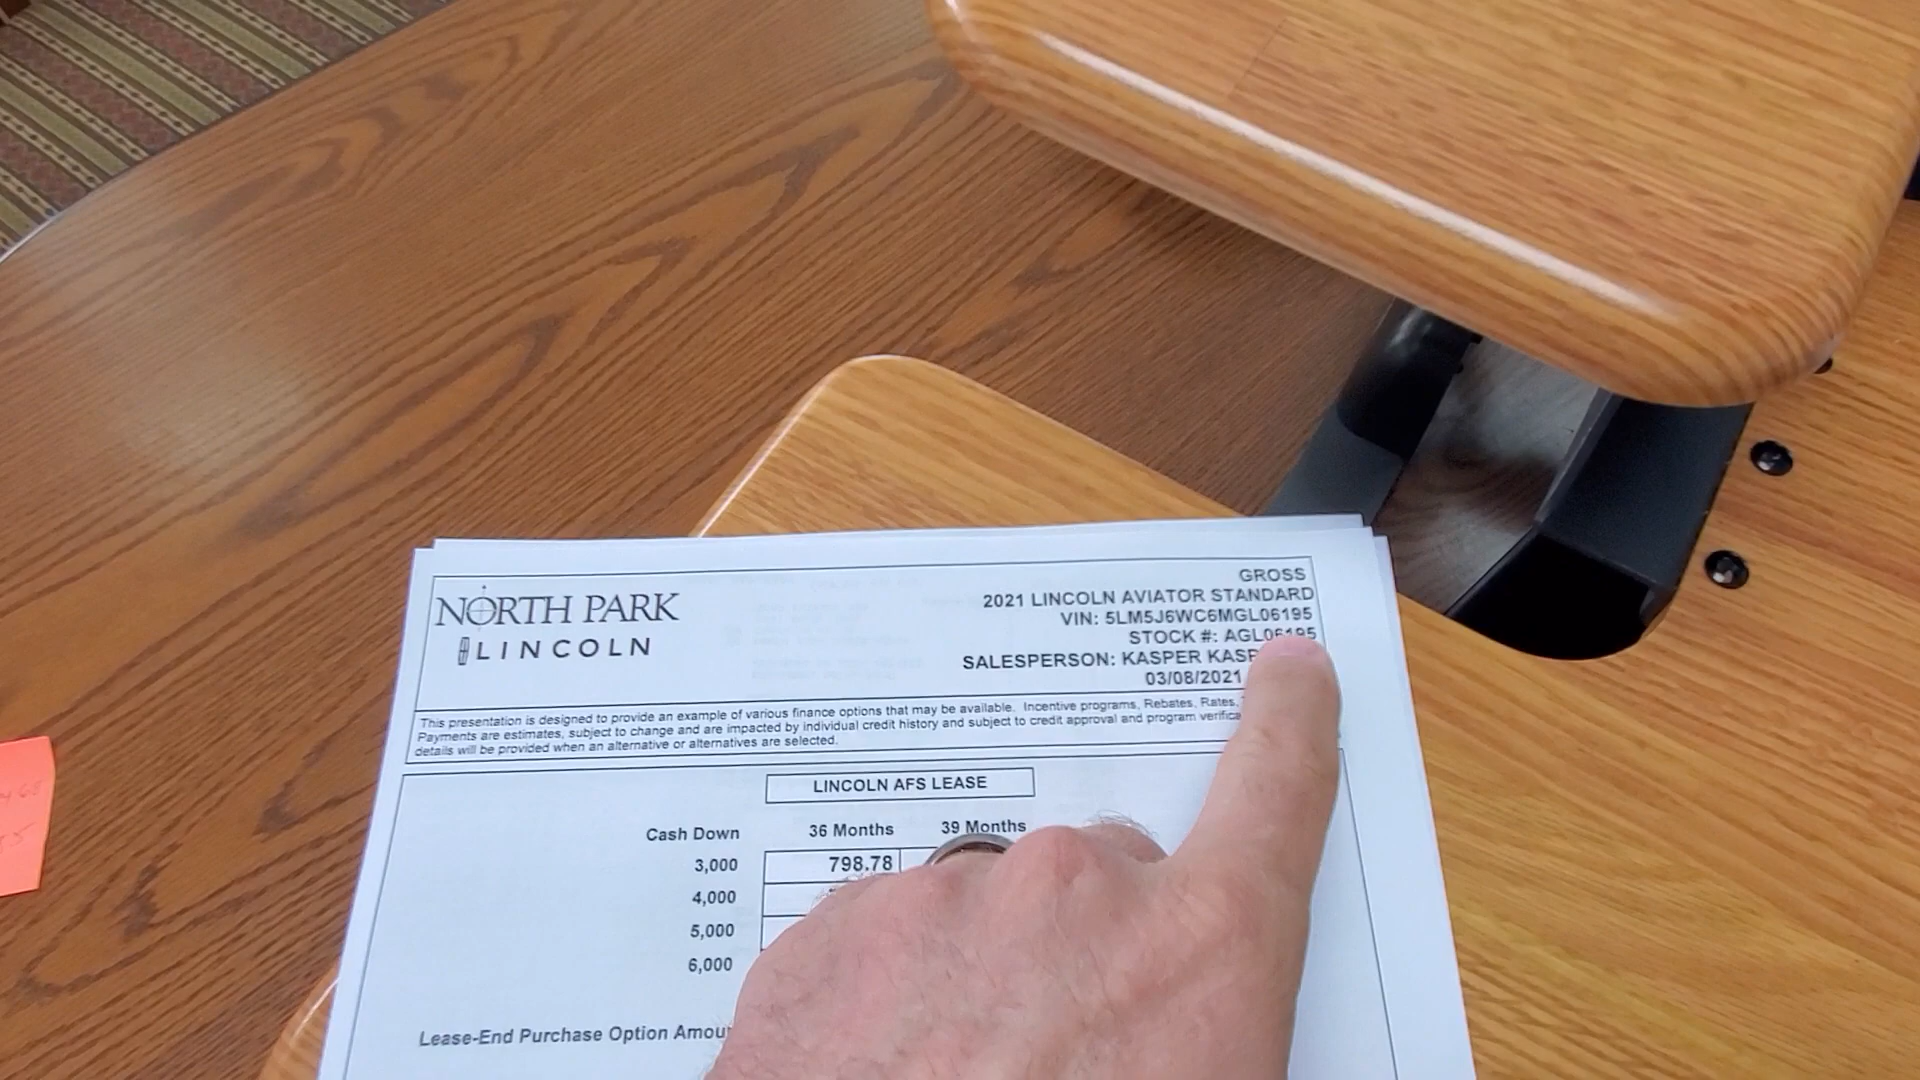 NORTH PARK
LINCOLN
GROSS
2021 LINCOLN AVIATOR STANDARD
VIN: 5LM5J6WC6MGL06195
STOCK #: AGL06195
SALESPERSON: KASPER
03/08/2021
This presentation is designed to provide an example of various finance options that may be available. Incentive programs, Rebates, Rates,
Payments are estimates, subject to change and are impacted by individual credit history and subject to credit approval and program
details will be provided when an alternative or alternatives are selected.
LINCOLN AFS LEASE
Cash Down 36 Months 39 Months
3,000 798.78
4,000
5,000
6,000
Lease-End Purchase Option